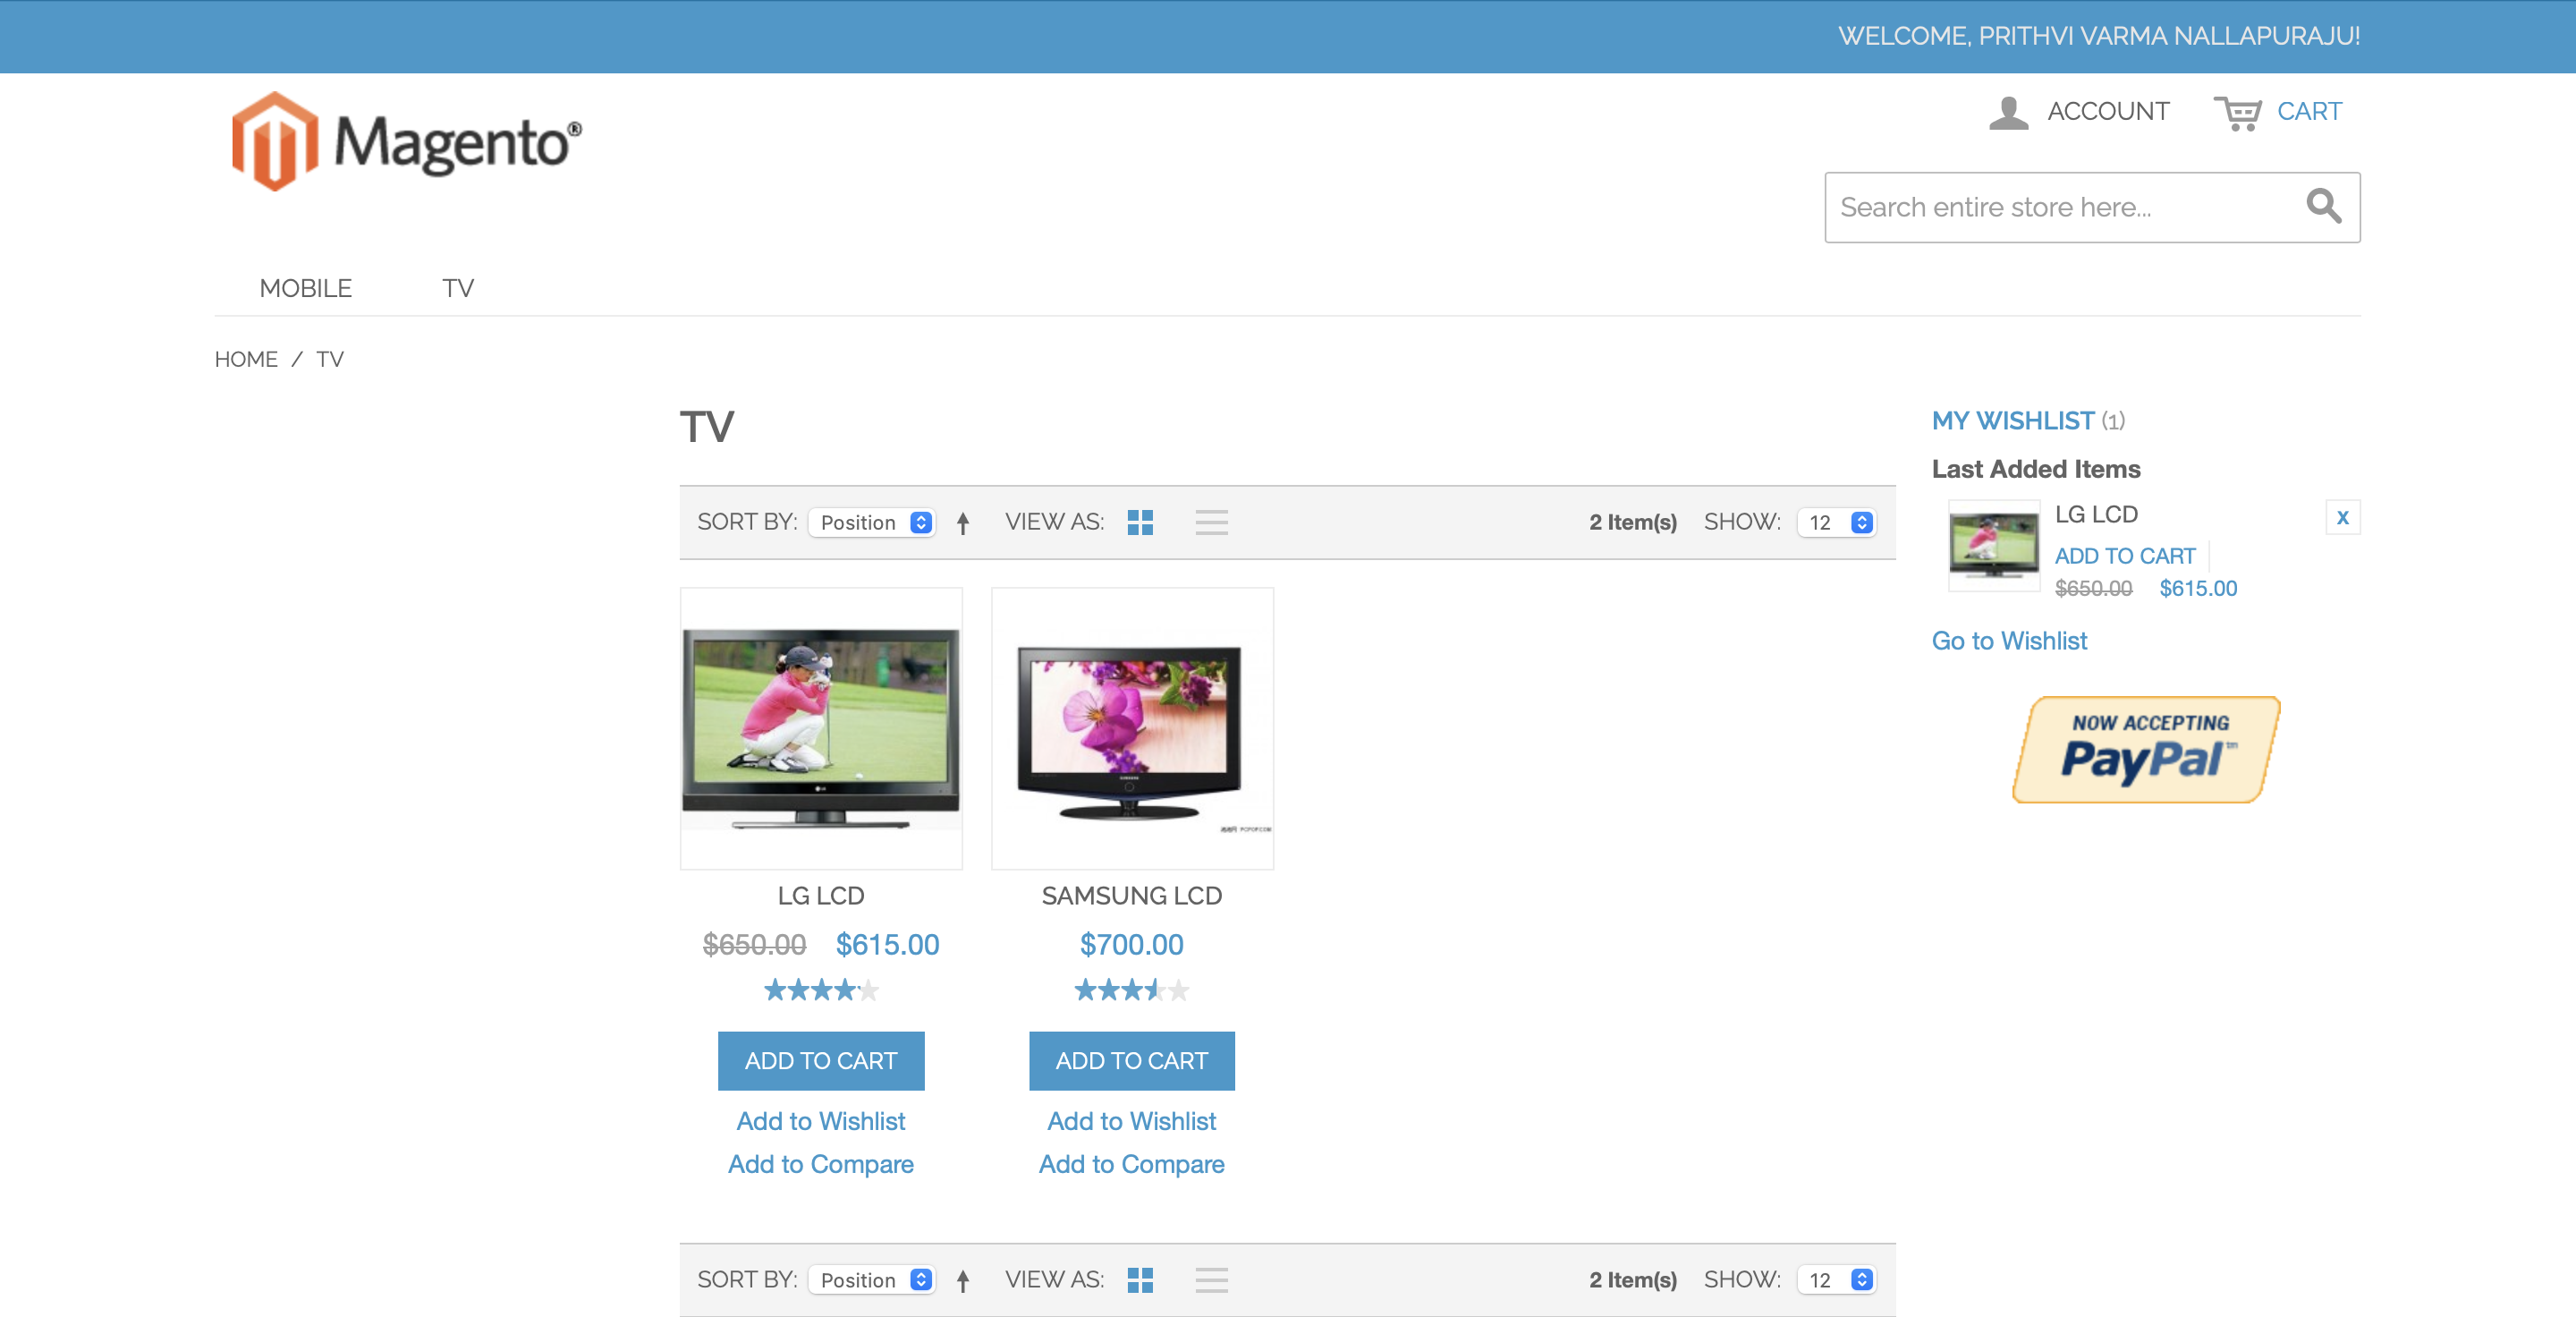 WELCOME, PRITHVI VARMA NALLAPURAJU!
Magento®
ACCOUNT
CART
Search entire store here...
MOBILE TV
HOME / TV
TV
SORT BY: Position VIEW AS: 2 Item(s) SHOW: 12
LG LCD
$650.00 $615.00
ADD TO CART
Add to Wishlist
Add to Compare
SAMSUNG
SAMSUNG LCD
$700.00
ADD TO CART
Add to Wishlist
Add to Compare
SORT BY: Position VIEW AS: 2 Item(s) SHOW: 12
MY WISHLIST (1)
Last Added Items
LG LCD
x
ADD TO CART
$650.00 $615.00
Go to Wishlist
NOW ACCEPTING
PayPal™